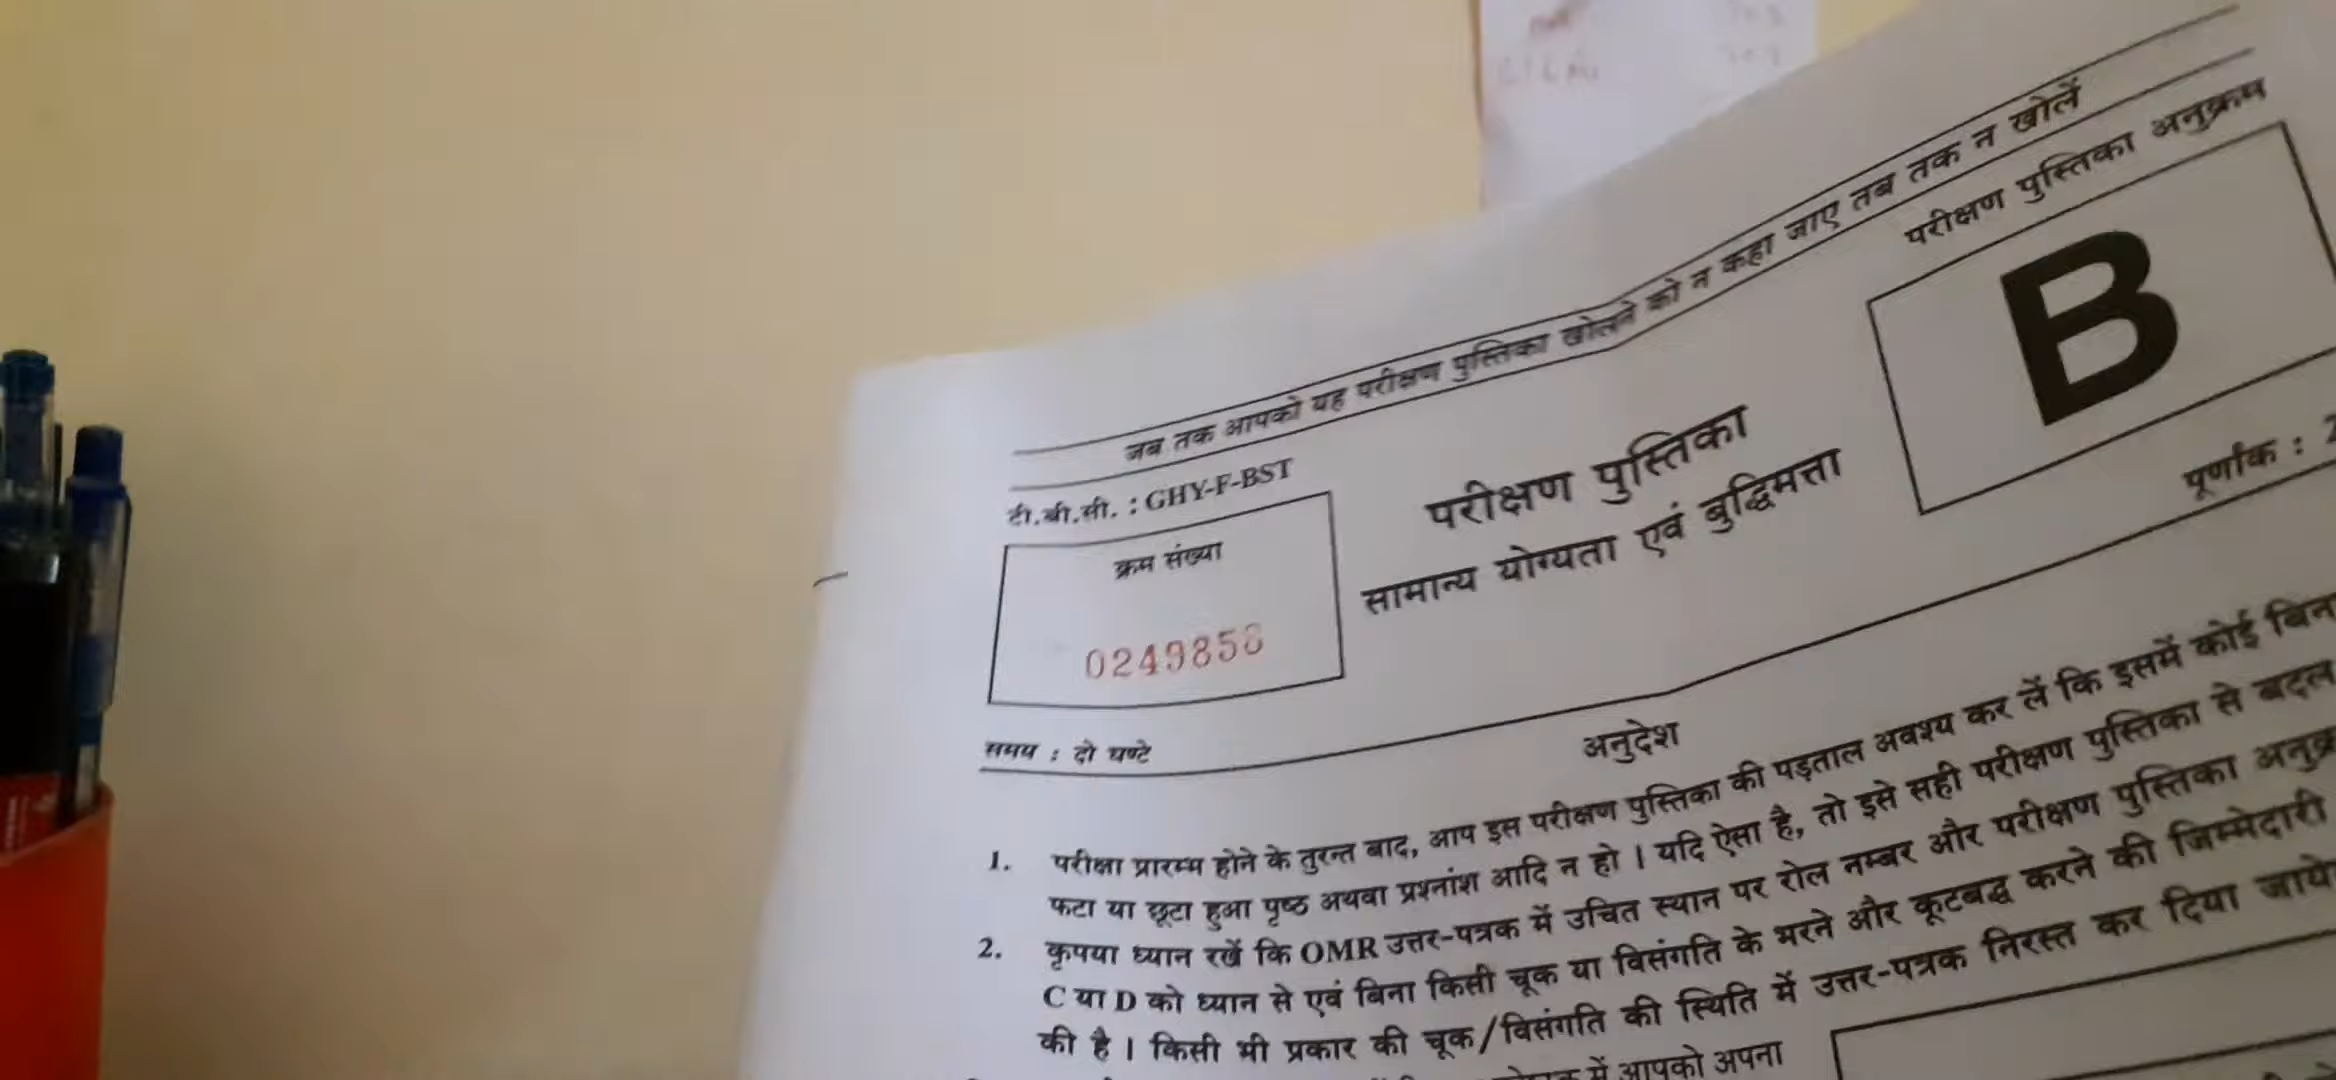 जब तक आपको यह परीक्षण पुस्तिका खोलने को न कहा जाए तब तक न खोलें
परीक्षण पुस्तिका अनुक्रम
टी.बी.सी. : GHY-F-BST
B
क्रम संख्या
परीक्षण पुस्तिका
सामान्य योग्यता एवं बुद्धिमत्ता
0249858
समय : दो घण्टे
पूर्णांक :
अनुदेश
1. परीक्षा प्रारम्भ होने के तुरन्त बाद, आप इस परीक्षण पुस्तिका की पड़ताल अवश्य कर लें कि इसमें कोई बिना
फटा या छूटा हुआ पृष्ठ अथवा प्रश्नांश आदि न हो । यदि ऐसा है, तो इसे सही परीक्षण पुस्तिका से बदल
2. कृपया ध्यान रखें कि OMR उत्तर-पत्रक में उचित स्थान पर रोल नम्बर और परीक्षण पुस्तिका
C या D को ध्यान से एवं बिना किसी चूक या विसंगति के भरने और कूटबद्ध करने की जिम्मेदारी
की है । किसी भी प्रकार की चूक/विसंगति की स्थिति में उत्तर-पत्रक निरस्त कर दिया
में आपको अपना